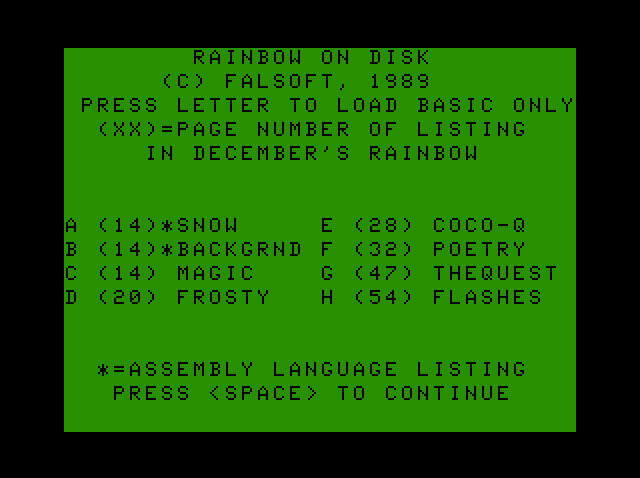 RAINBOW ON DISK
(C) FALSOFT, 1989
PRESS LETTER TO LOAD BASIC ONLY
(XX)=PAGE NUMBER OF LISTING
IN DECEMBER'S RAINBOW
A (14)*SNOW E (28) COCO-Q
B (14)*BACKGRND F (32) POETRY
C (14) MAGIC G (47) THEQUEST
D (20) FROSTY H (54) FLASHES
*=ASSEMBLY LANGUAGE LISTING
PRESS <SPACE> TO CONTINUE